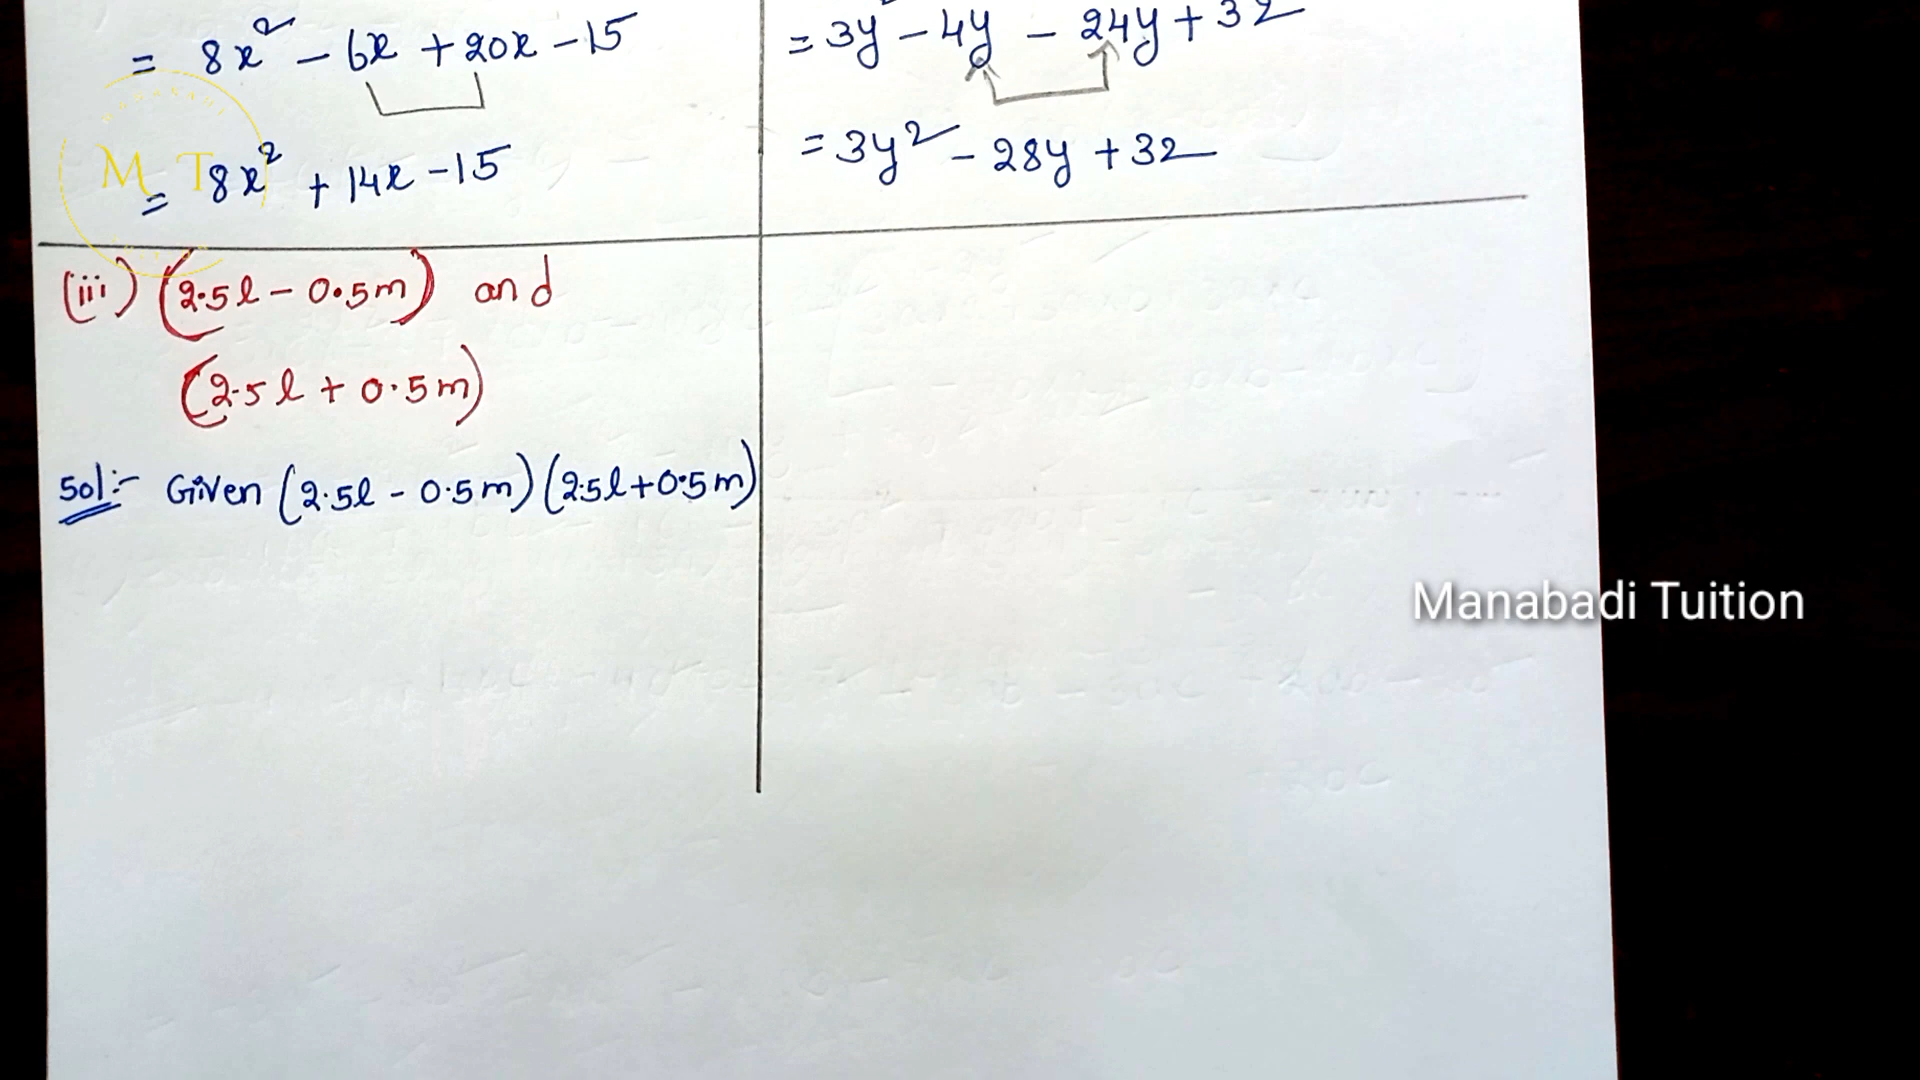 = 8x² - 6x + 20x - 15
= 8x² + 14x - 15
= 3y² - 4y - 24y + 32
= 3y² - 28y + 32
M T
(iii) (2.5l - 0.5m) and
(2.5l + 0.5m)
Sol:- Given (2.5l - 0.5m) (2.5l + 0.5m)
Manabadi Tuition